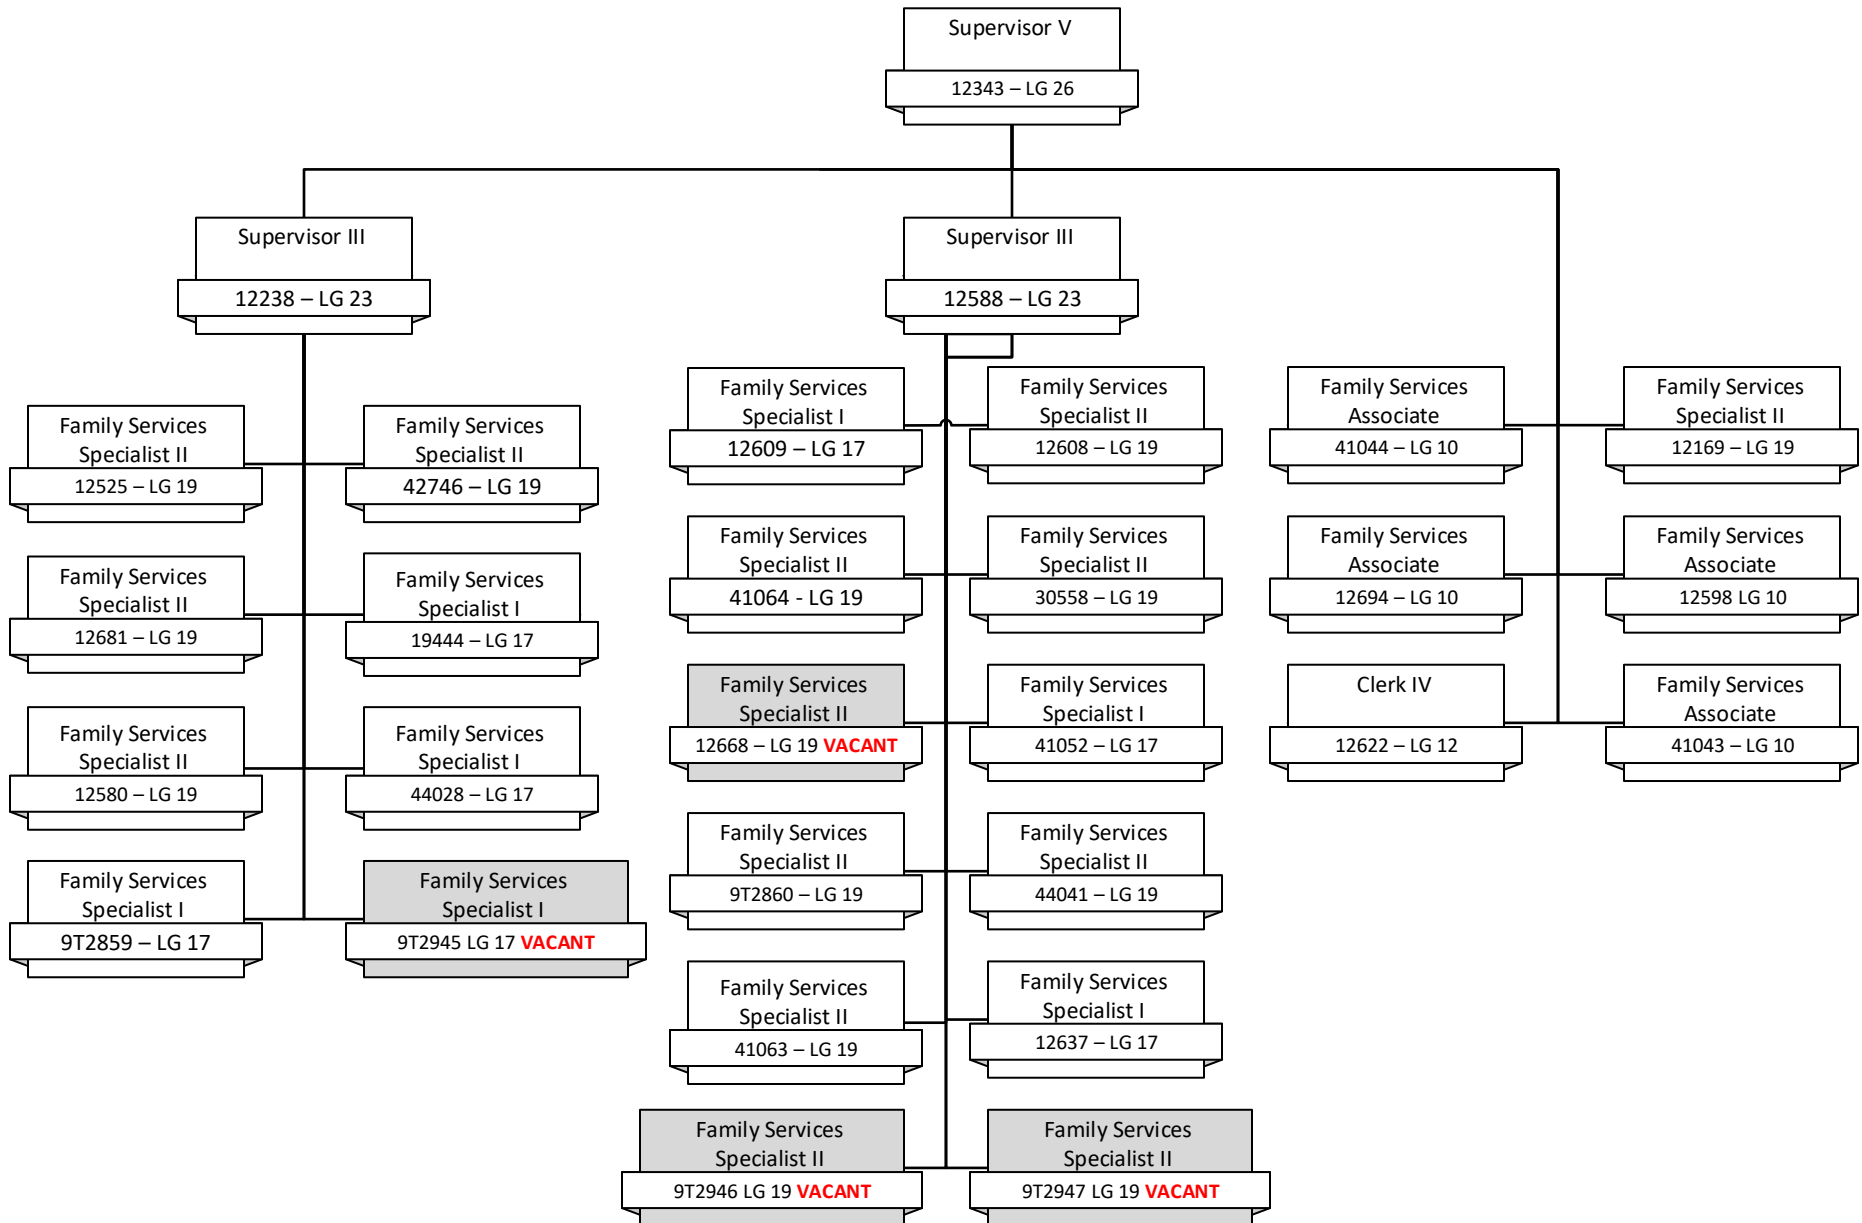 Supervisor V
12343 – LG 26
Supervisor III
12238 – LG 23
Supervisor III
12588 – LG 23
Family Services
Specialist II
12525 – LG 19
Family Services
Specialist II
42746 – LG 19
Family Services
Specialist II
12681 – LG 19
Family Services
Specialist I
19444 – LG 17
Family Services
Specialist II
12580 – LG 19
Family Services
Specialist I
44028 – LG 17
Family Services
Specialist I
9T2859 – LG 17
Family Services
Specialist I
9T2945 LG 17 VACANT
Family Services
Specialist I
12609 – LG 17
Family Services
Specialist II
12608 – LG 19
Family Services
Specialist II
41064 - LG 19
Family Services
Specialist II
30558 – LG 19
Family Services
Specialist II
12668 – LG 19 VACANT
Family Services
Specialist I
41052 – LG 17
Family Services
Specialist II
9T2860 – LG 19
Family Services
Specialist II
44041 – LG 19
Family Services
Specialist II
41063 – LG 19
Family Services
Specialist I
12637 – LG 17
Family Services
Specialist II
9T2946 LG 19 VACANT
Family Services
Specialist II
9T2947 LG 19 VACANT
Family Services
Associate
41044 – LG 10
Family Services
Specialist II
12169 – LG 19
Family Services
Associate
12694 – LG 10
Family Services
Associate
12598 LG 10
Clerk IV
12622 – LG 12
Family Services
Associate
41043 – LG 10